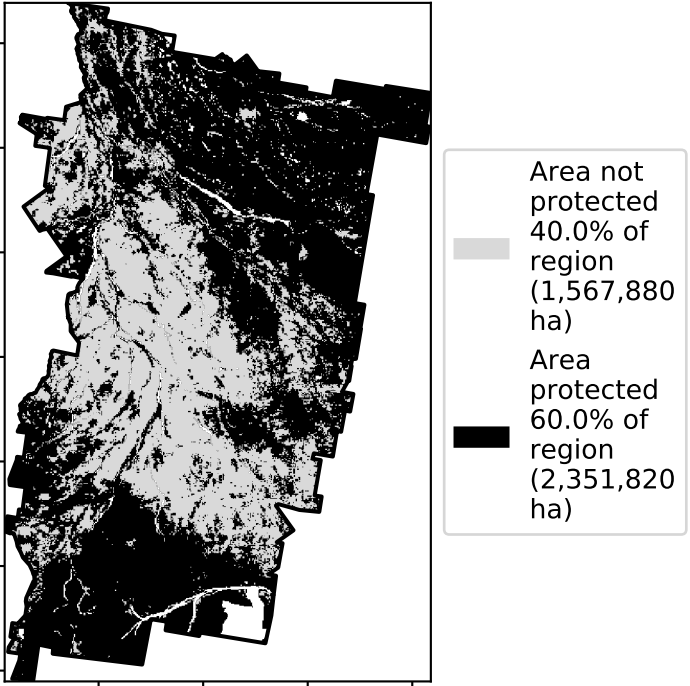 Area not
protected
40.0% of
region
(1,567,880
ha)
Area
protected
60.0% of
region
(2,351,820
ha)